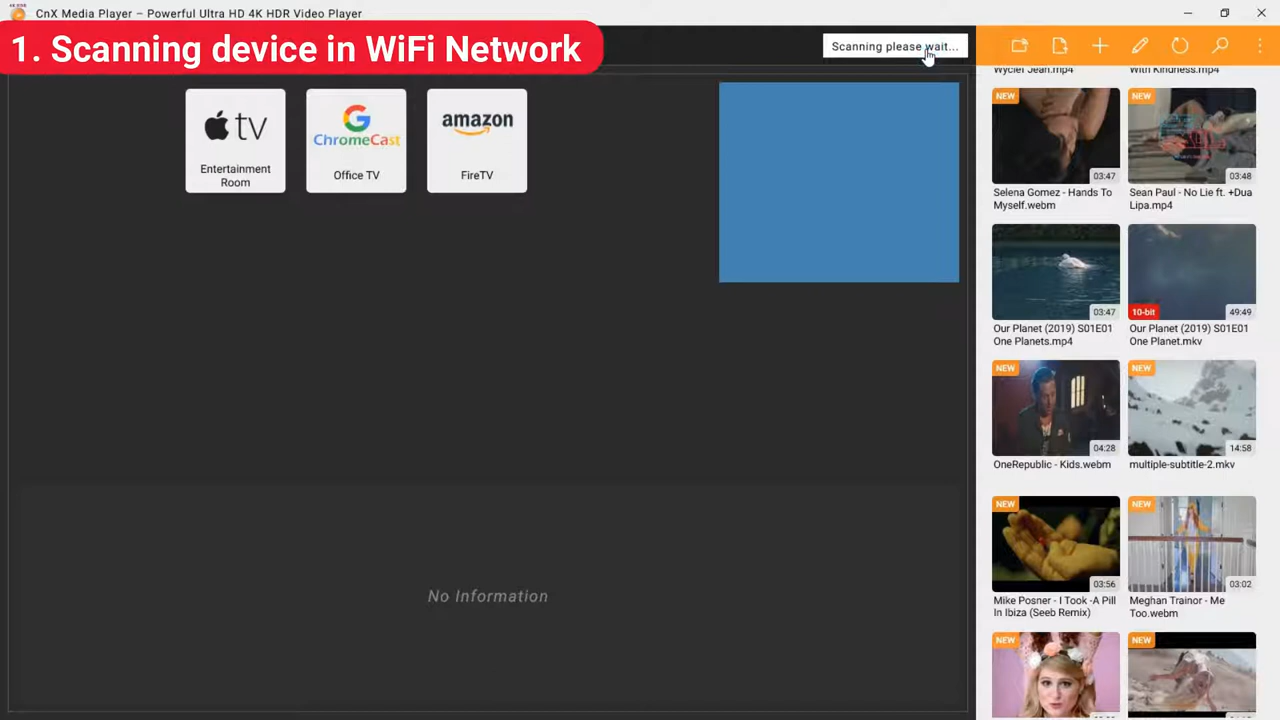 CnX Media Player – Powerful Ultra HD 4K HDR Video Player
1. Scanning device in WiFi Network
Scanning please wait...
tv
Entertainment
Room
G
ChromeCast
Office TV
amazon
FireTV
No Information
Wyclef Jean.mp4
With Kindness.mp4
NEW
03:47
Selena Gomez - Hands To
Myself.webm
NEW
03:48
Sean Paul - No Lie ft. +Dua
Lipa.mp4
03:47
Our Planet (2019) S01E01
One Planets.mp4
10-bit
49:49
Our Planet (2019) S01E01
One Planet.mkv
NEW
04:28
OneRepublic - Kids.webm
NEW
14:58
multiple-subtitle-2.mkv
NEW
03:56
Mike Posner - I Took -A Pill
In Ibiza (Seeb Remix)
NEW
03:02
Meghan Trainor - Me
Too.webm
NEW
NEW